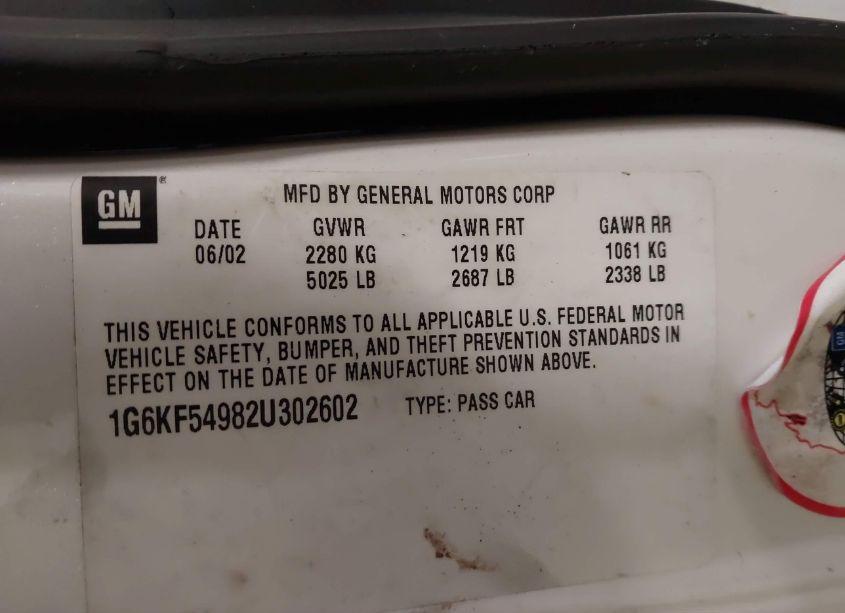 GM
MFD BY GENERAL MOTORS CORP
DATE GVWR GAWR FRT GAWR RR
06/02 2280 KG 1219 KG 1061 KG
5025 LB 2687 LB 2338 LB
THIS VEHICLE CONFORMS TO ALL APPLICABLE U.S. FEDERAL MOTOR
VEHICLE SAFETY, BUMPER, AND THEFT PREVENTION STANDARDS IN
EFFECT ON THE DATE OF MANUFACTURE SHOWN ABOVE.
1G6KF54982U302602 TYPE: PASS CAR
GM